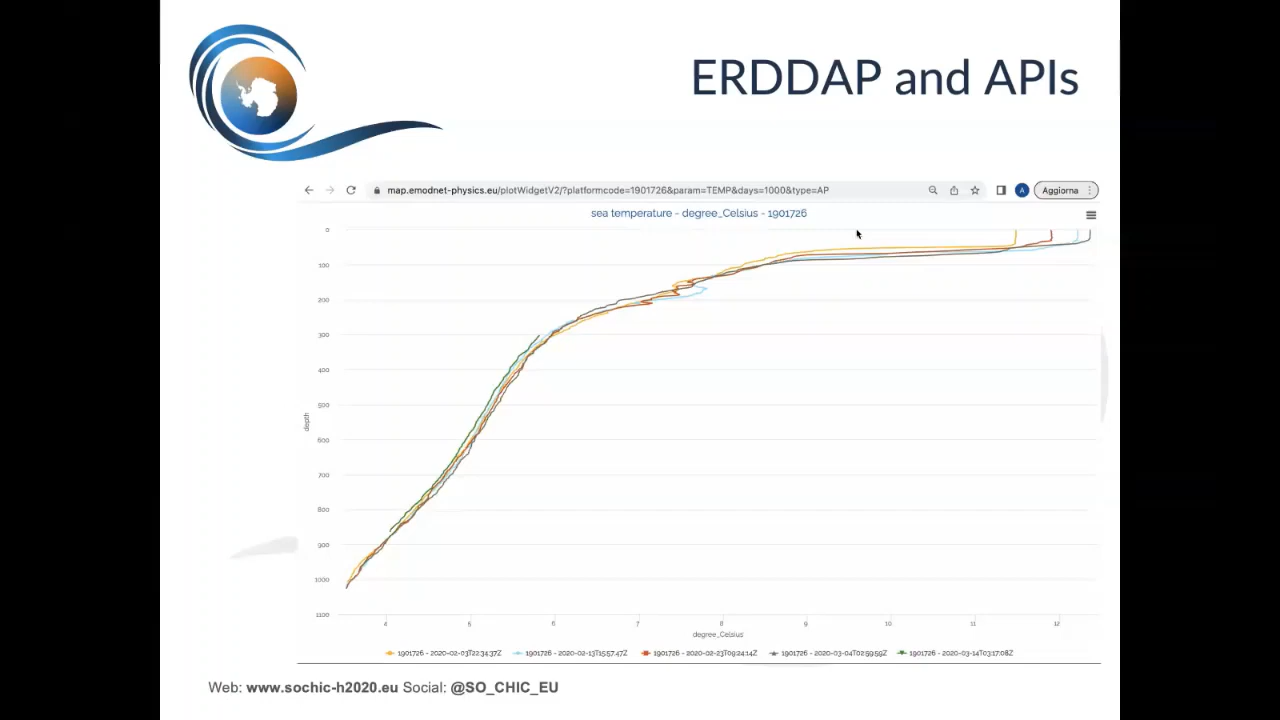 ERDDAP and APIs
map.emodnet-physics.eu/plotWidgetV2/?platformcode=1901726&param=TEMP&days=1000&type=AP
A
Aggiorna
sea temperature - degree_Celsius - 1901726
0
100
200
300
400
500
600
700
800
900
1000
1100
depth
4 5 6 7 8 9 10 11 12
degree_Celsius
1901726 - 2020-02-03T22:34:37Z 1901726 - 2020-02-13T15:57:47Z 1901726 - 2020-02-23T09:24:14Z 1901726 - 2020-03-04T02:59:59Z 1901726 - 2020-03-14T03:17:08Z
Web: www.sochic-h2020.eu Social: @SO_CHIC_EU